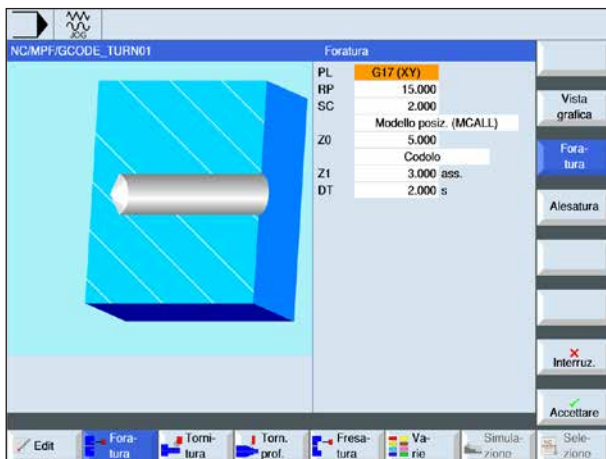 JOG
NC/MPF/GCODE_TURN01
Foratura
PL G17 (XY)
RP 15.000
SC 2.000
Modello posiz. (MCALL)
Z0 5.000
Codolo
Z1 3.000 ass.
DT 2.000 s
Vista
grafica
Fora-
tura
Alesatura
Interruz.
Accettare
Edit
Fora-
tura
Torni-
tura
Torn.
prof.
Fresa-
tura
Va-
rie
Simula-
zione
Sele-
zione